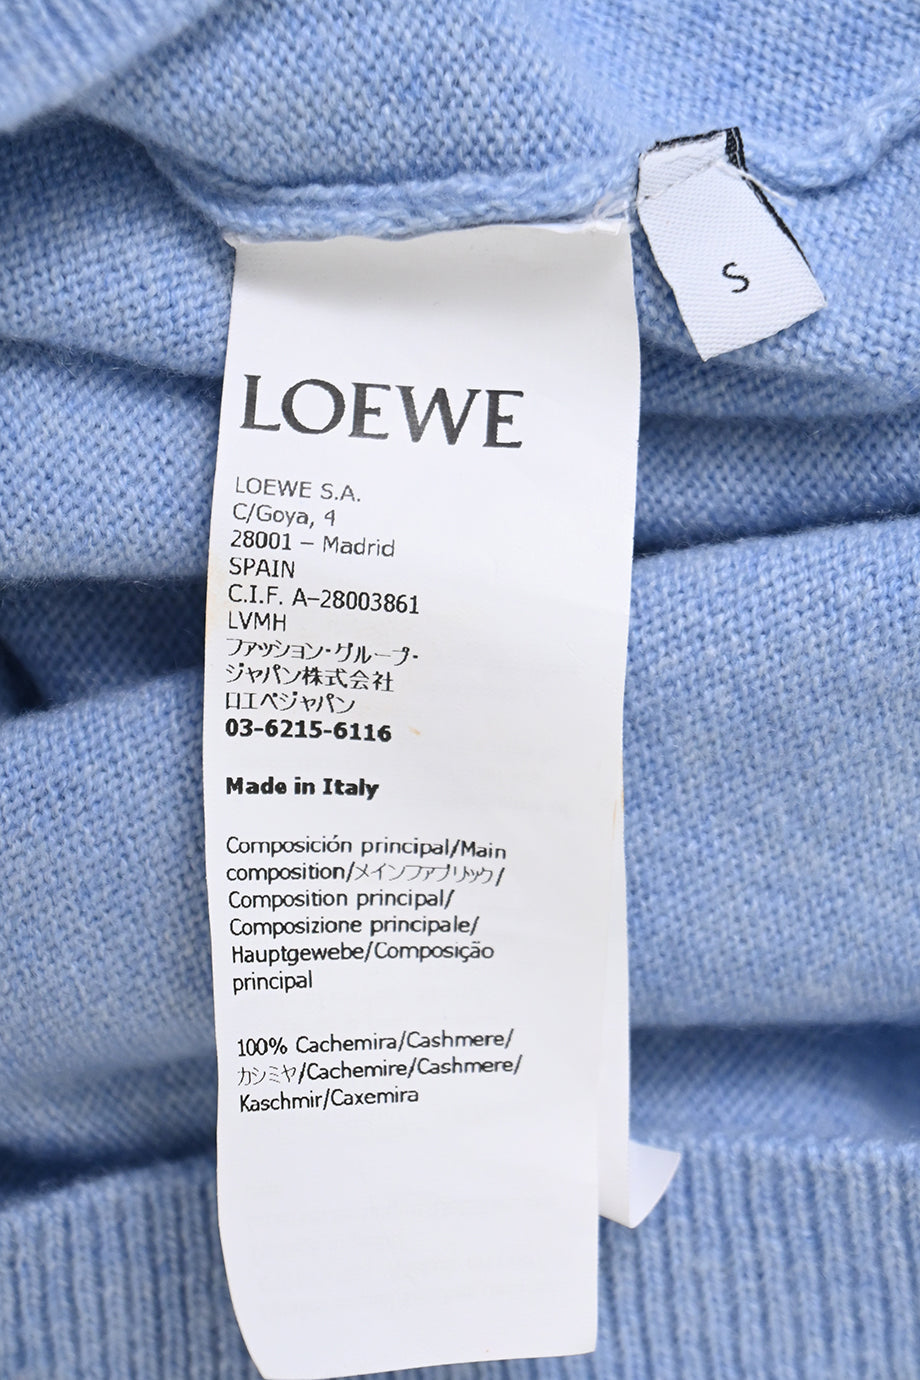 S
LOEWE
LOEWE S.A.
C/Goya, 4
28001 – Madrid
SPAIN
C.I.F. A–28003861
LVMH
ファッション・グループ・
ジャパン株式会社
ロエベジャパン
03-6215-6116
Made in Italy
Composición principal/Main
composition/メインファブリック/
Composition principal/
Composizione principale/
Hauptgewebe/Composição
principal
100% Cachemira/Cashmere/
カシミヤ/Cachemire/Cashmere/
Kaschmir/Caxemira